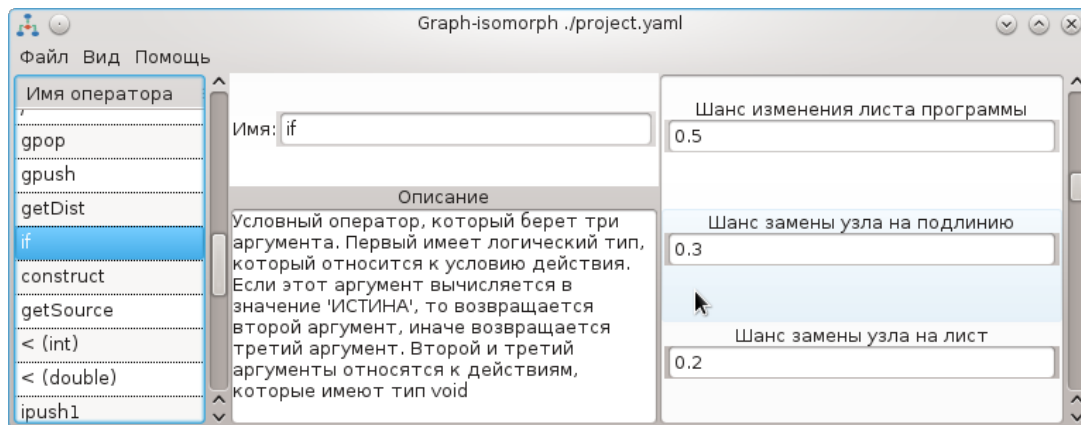 Graph-isomorph ./project.yaml
Файл Вид Помощь
Имя оператора
gpop
gpush
getDist
if
construct
getSource
< (int)
< (double)
ipush1
Имя: if
Описание
Условный оператор, который берет три
аргумента. Первый имеет логический тип,
который относится к условию действия.
Если этот аргумент вычисляется в
значение 'ИСТИНА', то возвращается
второй аргумент, иначе возвращается
третий аргумент. Второй и третий
аргументы относятся к действиям,
которые имеют тип void
Шанс изменения листа программы
0.5
Шанс замены узла на подлинию
0.3
Шанс замены узла на лист
0.2